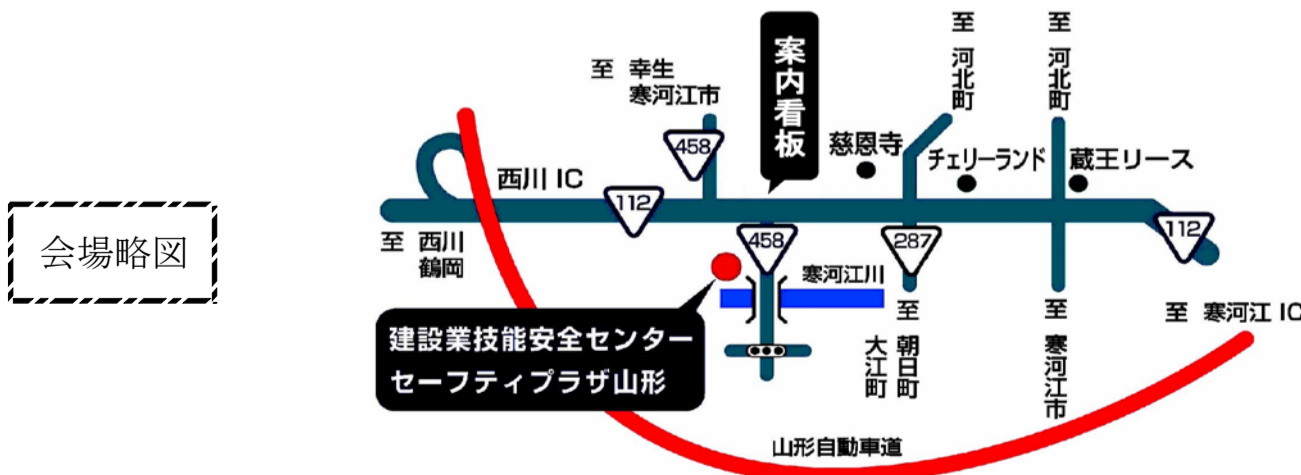 会場略図
案内看板
至 幸生
寒河江市
至 河北町
至 河北町
458
慈恩寺
チェリーランド
蔵王リース
西川 IC
112
至 西川
鶴岡
458
287
112
寒河江川
至 寒河江 IC
建設業技能安全センター
セーフティプラザ山形
至 朝日町
大江町
至 寒河江市
山形自動車道